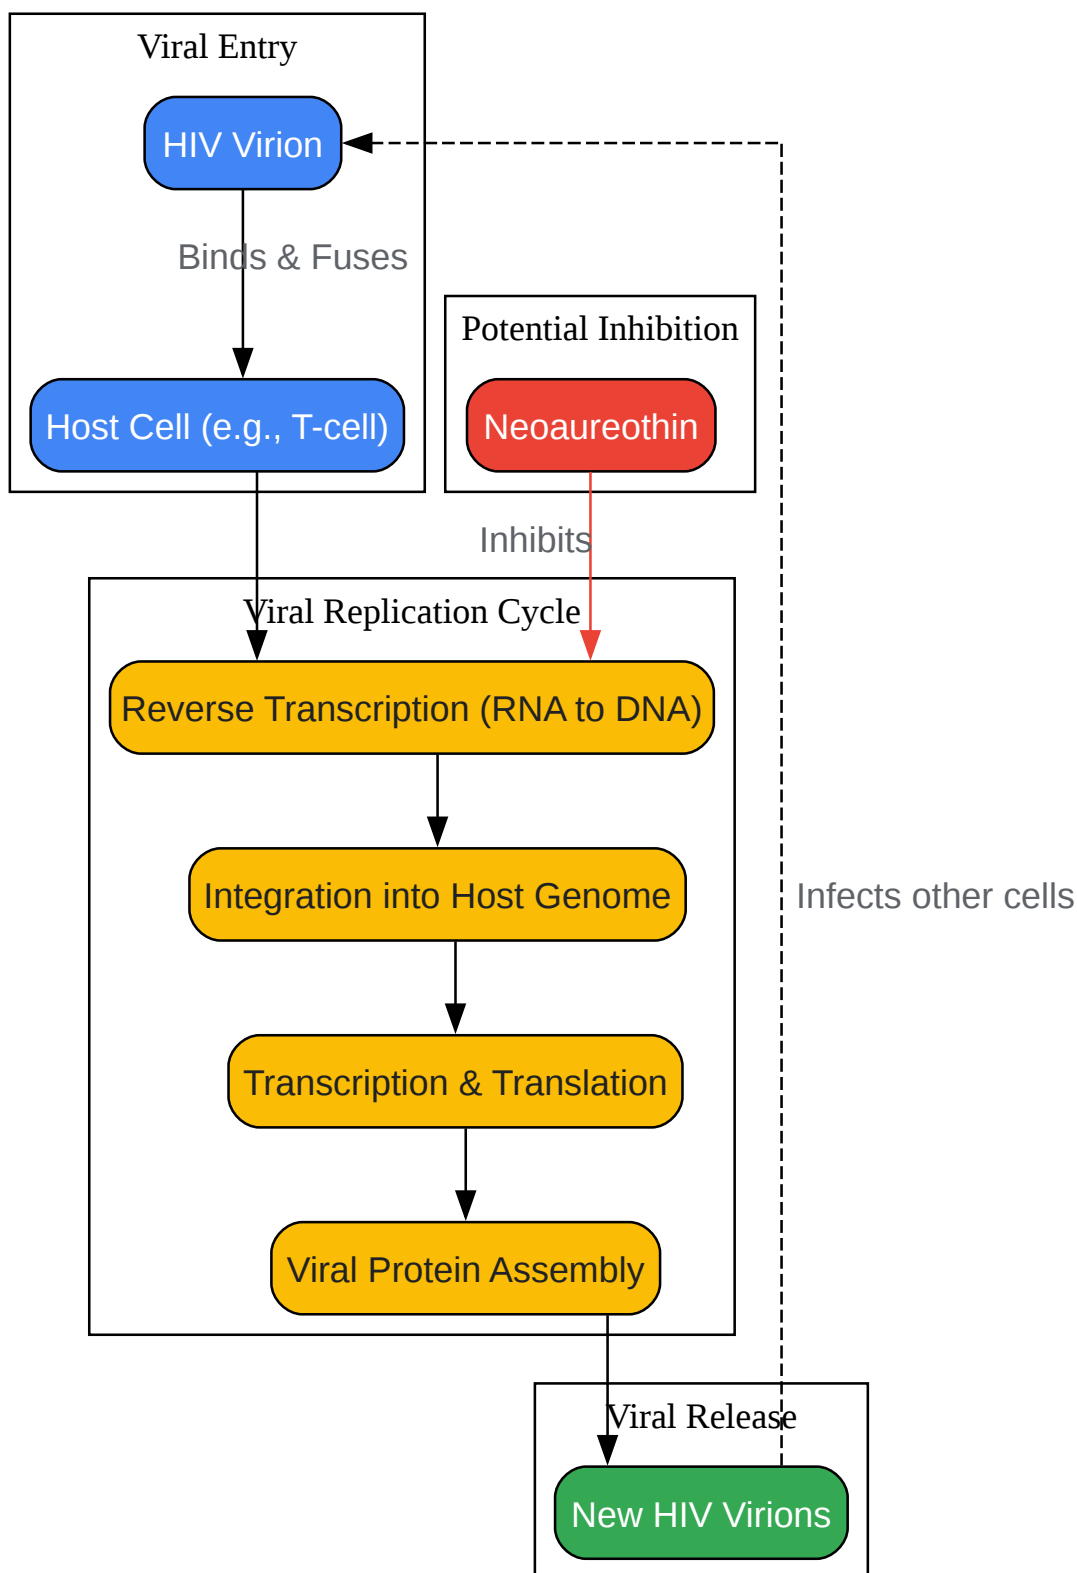 Viral Entry
HIV Virion
Binds & Fuses
Potential Inhibition
Host Cell (e.g., T-cell)
Neoaureothin
Inhibits
Viral Replication Cycle
Reverse Transcription (RNA to DNA)
Integration into Host Genome
Infects other cells
Transcription & Translation
Viral Protein Assembly
Viral Release
New HIV Virions